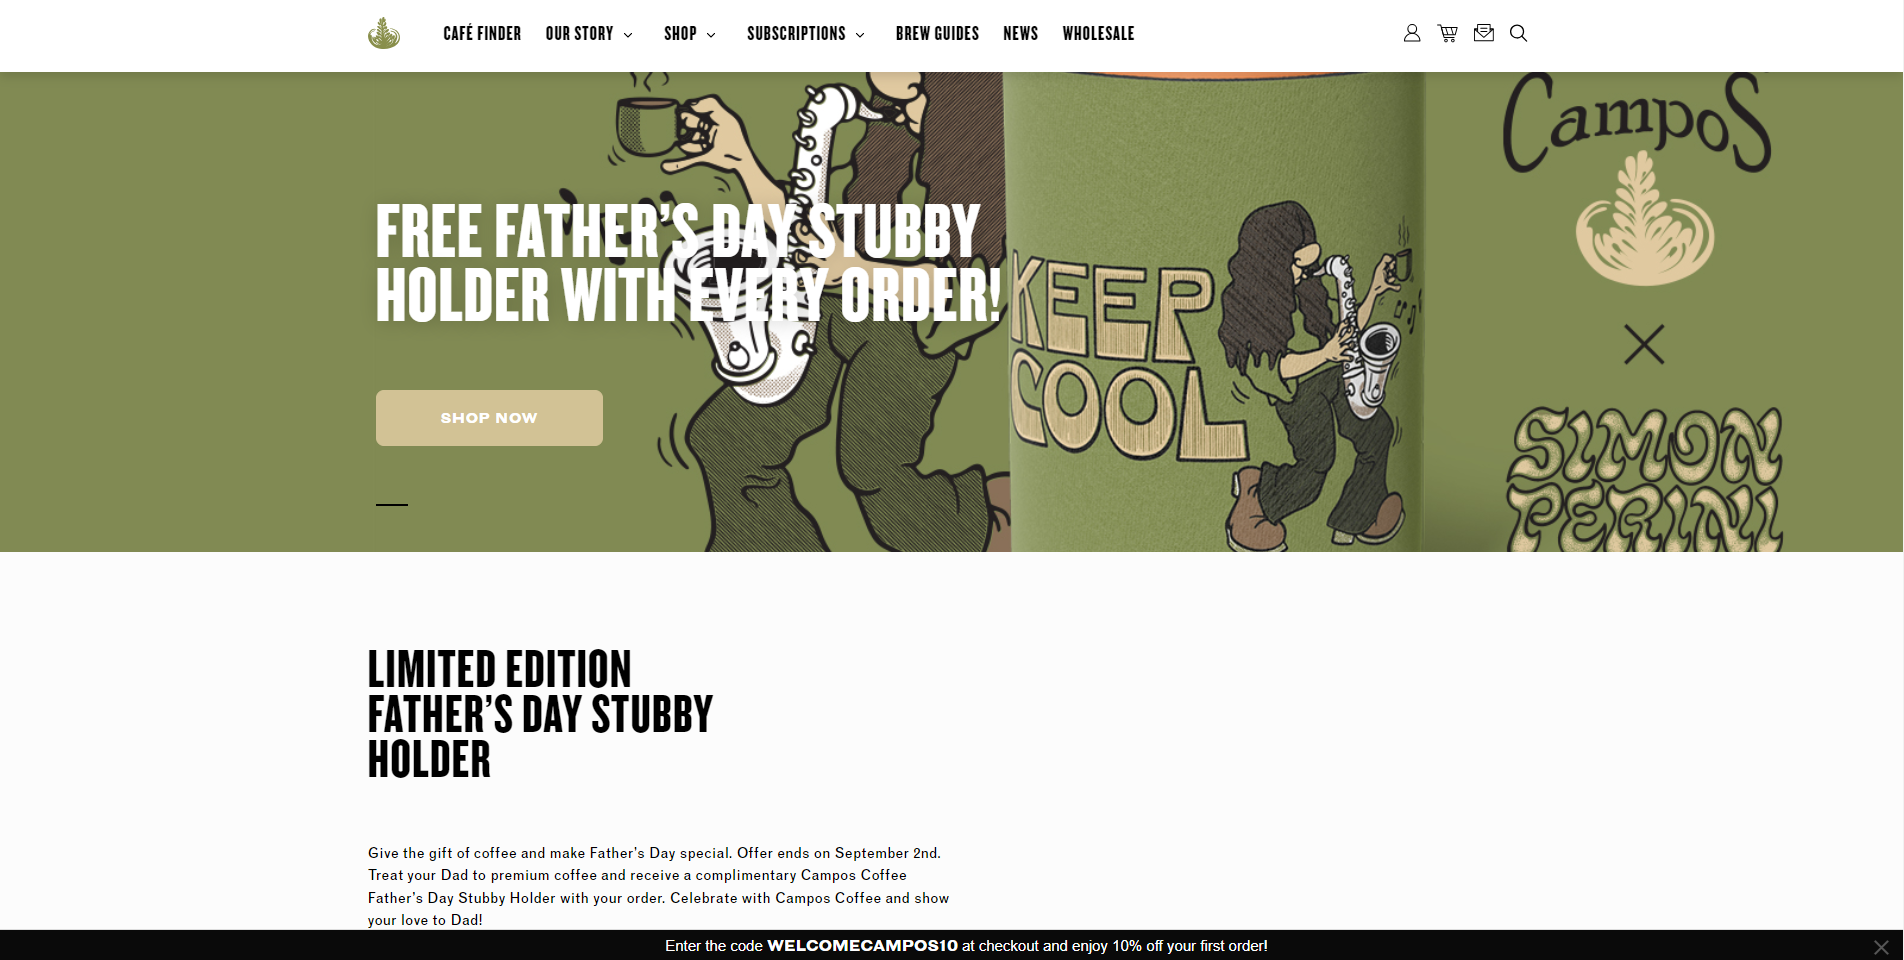 CAFÉ FINDER OUR STORY SHOP SUBSCRIPTIONS BREW GUIDES NEWS WHOLESALE
FREE FATHER’S DAY STUBBY
HOLDER WITH EVERY ORDER!
SHOP NOW
KEEP
COOL
Campos
SIMON
PERINI
LIMITED EDITION
FATHER’S DAY STUBBY
HOLDER
Give the gift of coffee and make Father’s Day special. Offer ends on September 2nd.
Treat your Dad to premium coffee and receive a complimentary Campos Coffee
Father’s Day Stubby Holder with your order. Celebrate with Campos Coffee and show
your love to Dad!
Enter the code WELCOMECAMPOS10 at checkout and enjoy 10% off your first order!